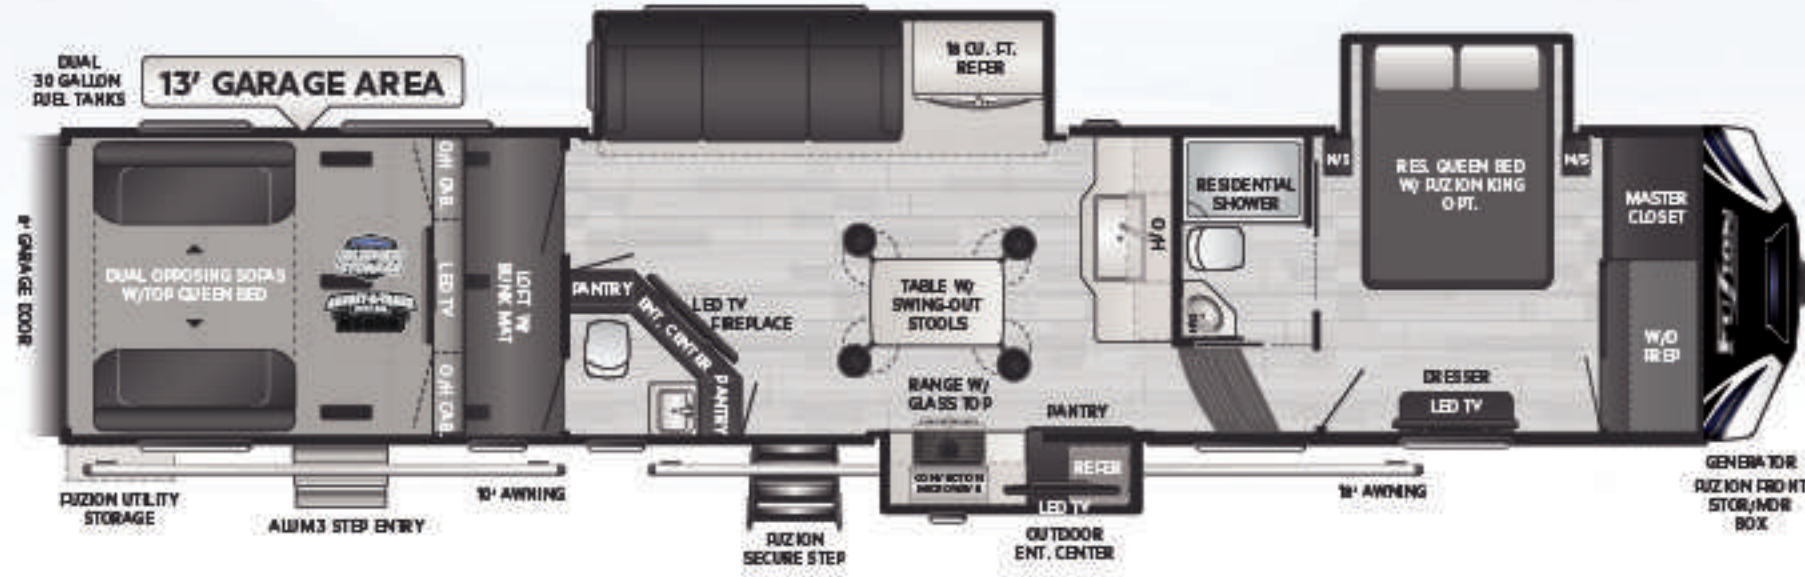 DUAL
30 GALLON
FUEL TANKS
13' GARAGE AREA
18 CU. FT.
REFER
8' GARAGE DOOR
O/H CAB.
LED TV
O/H CAB.
DUAL OPPOSING SOFAS
W/TOP QUEEN BED
LOFT W/
BUNK MAT
PANTRY
ENT. CENTER
PANTRY
LED TV
FIREPLACE
TABLE W/
SWING-OUT
STOOLS
O/H
RESIDENTIAL
SHOWER
N/S
RES. QUEEN BED
W/ FUZION KING
OPT.
N/S
MASTER
CLOSET
W/D
PREP
FUZION
DRESSER
LED TV
RANGE W/
GLASS TOP
PANTRY
CONVECTION
MICROWAVE
REFER
LED TV
OUTDOOR
ENT. CENTER
FUZION UTILITY
STORAGE
ALUM 3 STEP ENTRY
10' AWNING
FUZION
SECURE STEP
18' AWNING
GENERATOR
FUZION FRONT
STOR/MOR
BOX